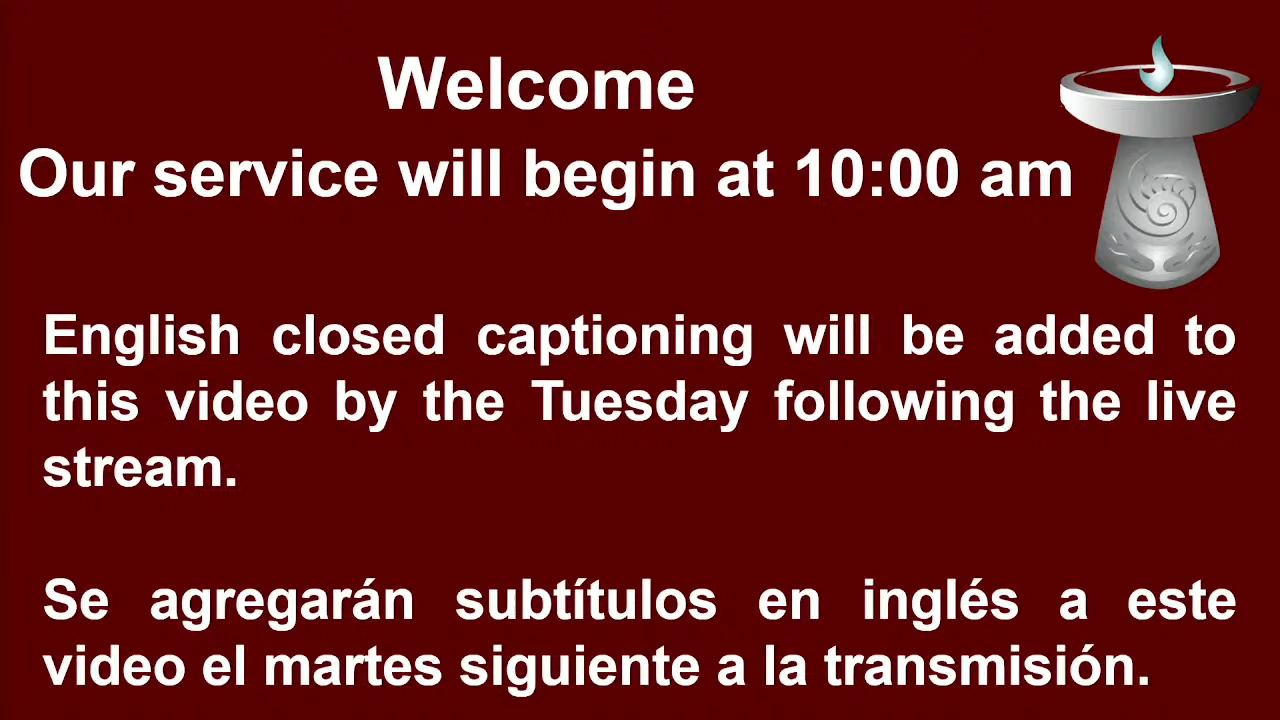 Welcome
Our service will begin at 10:00 am
English closed captioning will be added to
this video by the Tuesday following the live
stream.
Se agregarán subtítulos en inglés a este
video el martes siguiente a la transmisión.